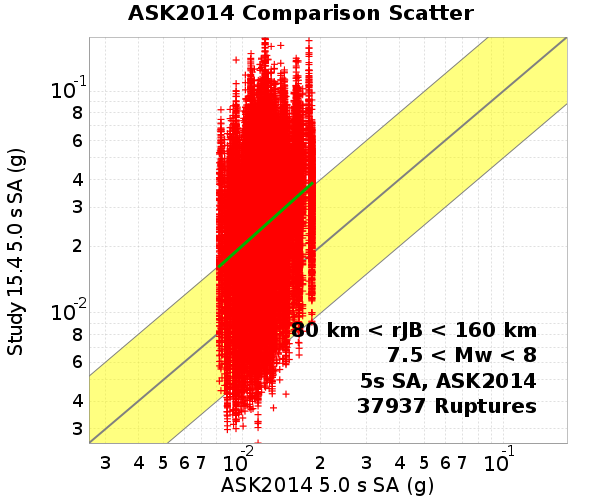 ASK2014 Comparison Scatter
Study 15.4 5.0 s SA (g)
10-1
8
6
4
3
2
10-2
8
6
4
3
80 km < rJB < 160 km
7.5 < Mw < 8
5s SA, ASK2014
37937 Ruptures
3 4 5 6 7 10-2 2 3 4 5 6 7 10-1
ASK2014 5.0 s SA (g)